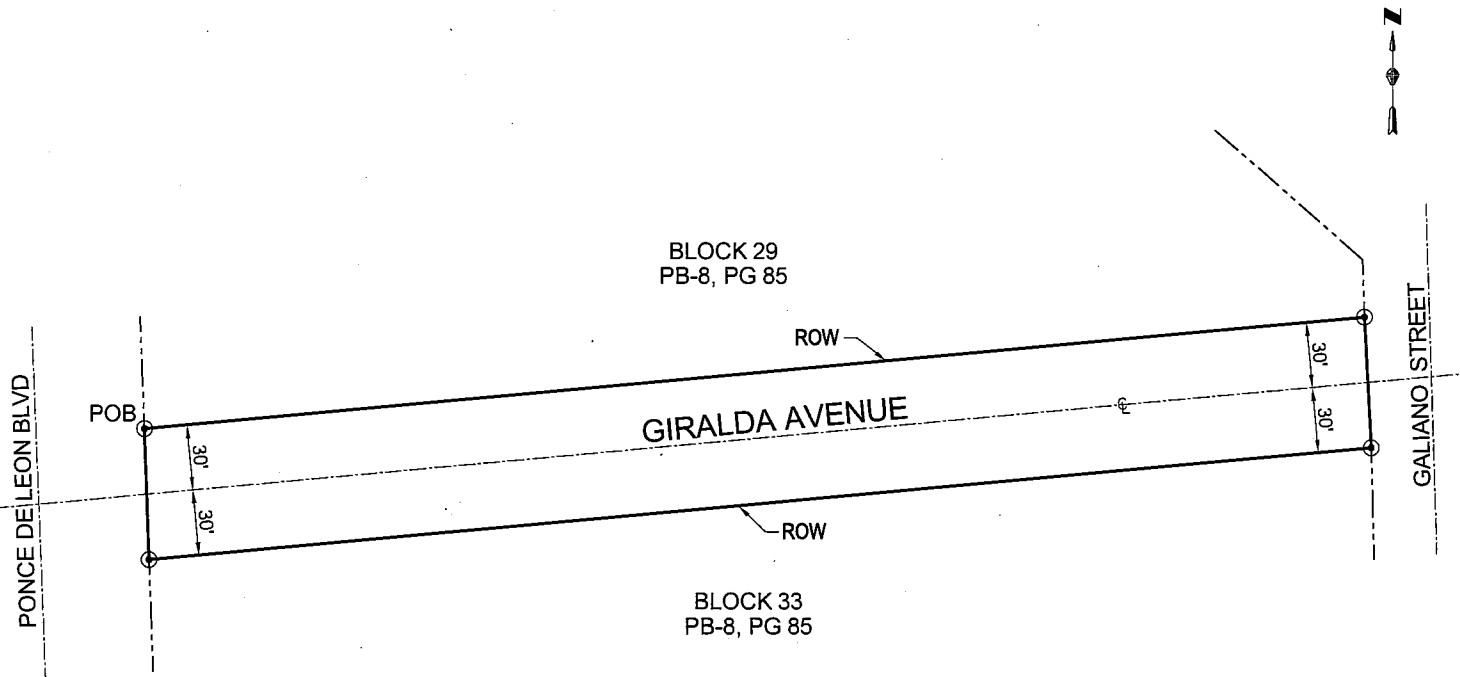 N
BLOCK 29
PB-8, PG 85
ROW
POB
30'
30'
GIRALDA AVENUE
℄
30'
30'
PONCE DE LEON BLVD
GALIANO STREET
ROW
BLOCK 33
PB-8, PG 85